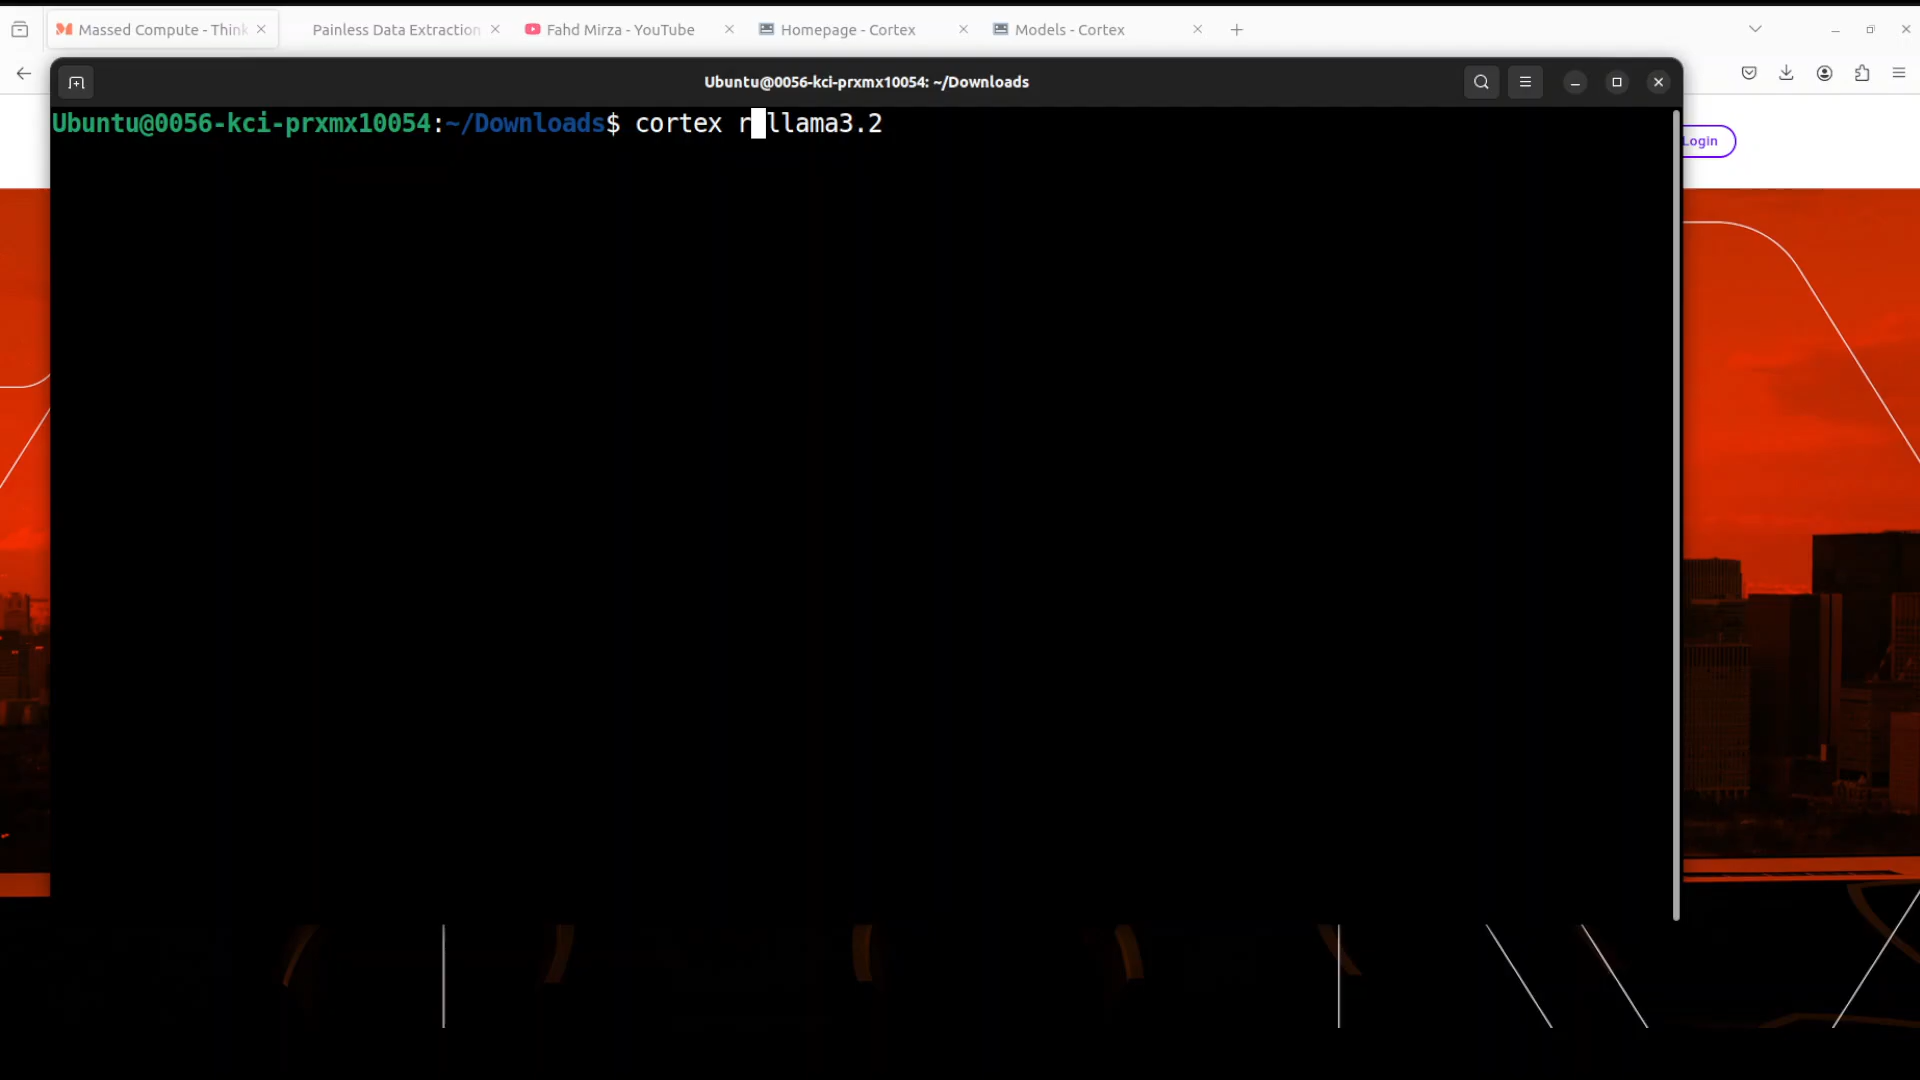 Massed Compute - Think
Painless Data Extraction
Fahd Mirza - YouTube
Homepage - Cortex
Models - Cortex
Ubuntu@0056-kci-prxmx10054: ~/Downloads
Ubuntu@0056-kci-prxmx10054:~/Downloads$ cortex r llama3.2
Login